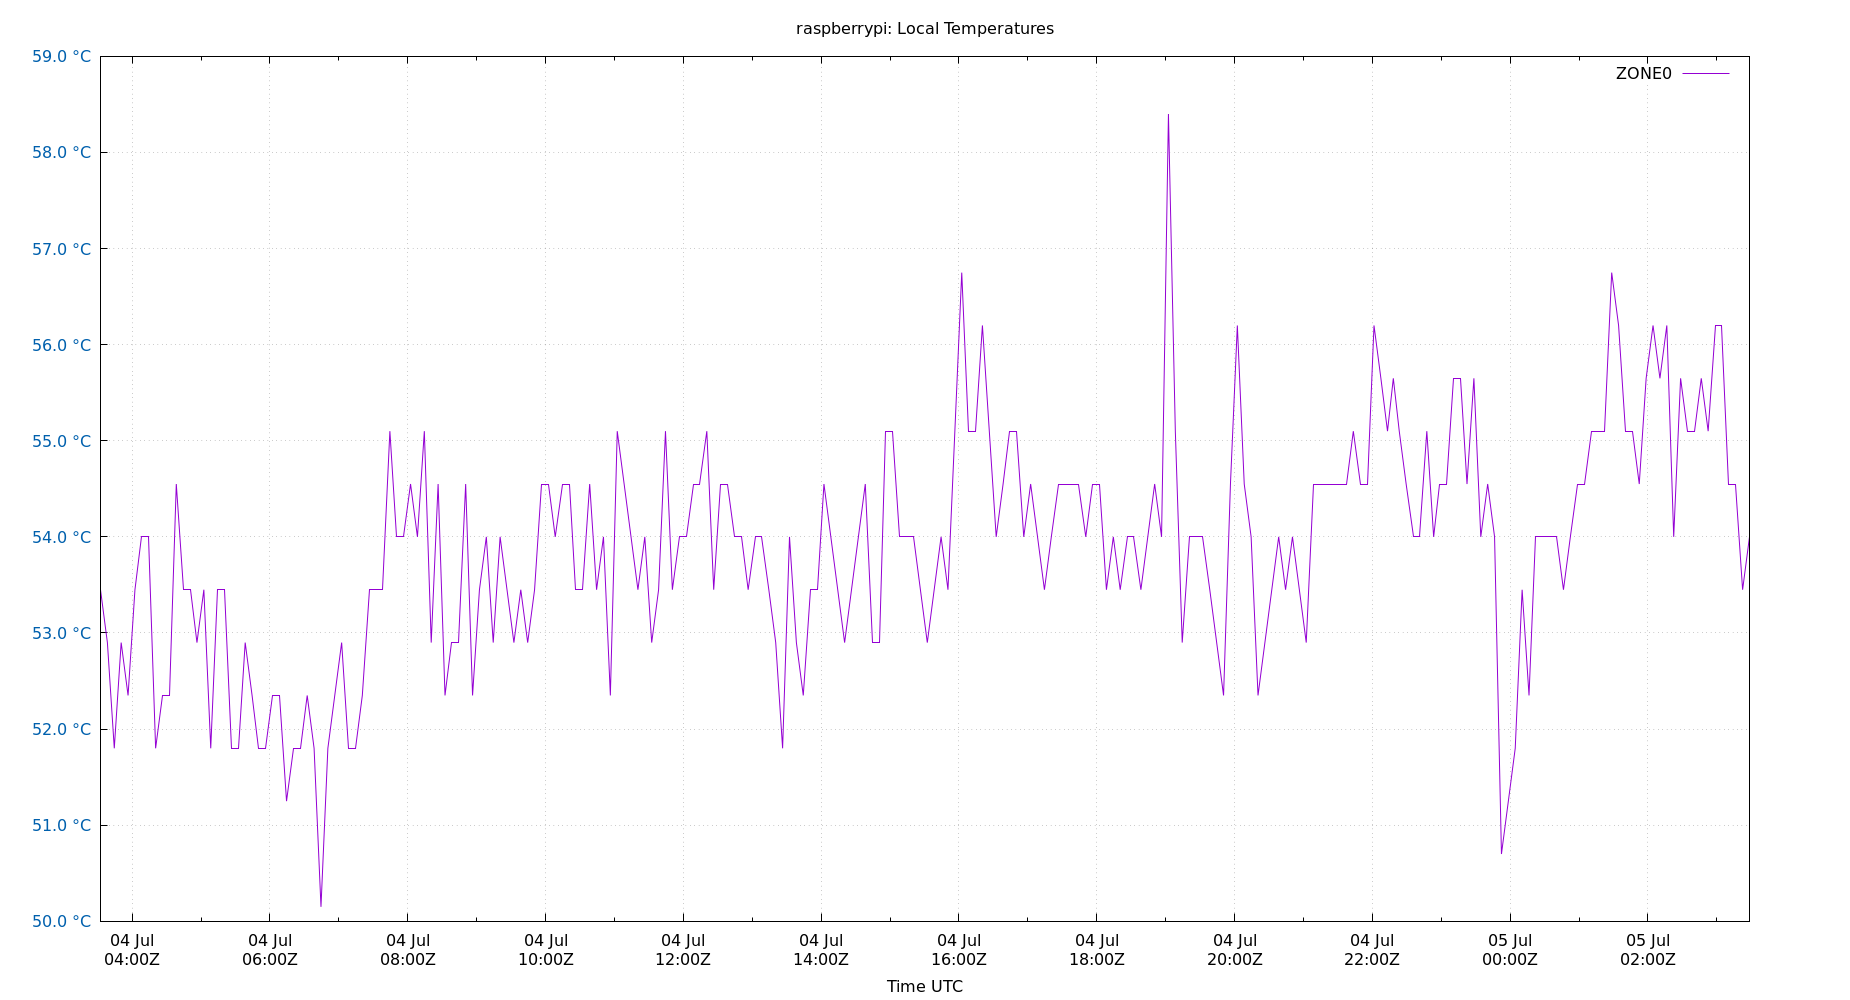 raspberrypi: Local Temperatures
59.0 °C
ZONE0
58.0 °C
57.0 °C
56.0 °C
55.0 °C
54.0 °C
53.0 °C
52.0 °C
51.0 °C
50.0 °C
04 Jul 04 Jul 04 Jul 04 Jul 04 Jul 04 Jul 04 Jul 04 Jul 04 Jul 04 Jul 05 Jul 05 Jul
04:00Z 06:00Z 08:00Z 10:00Z 12:00Z 14:00Z 16:00Z 18:00Z 20:00Z 22:00Z 00:00Z 02:00Z
Time UTC